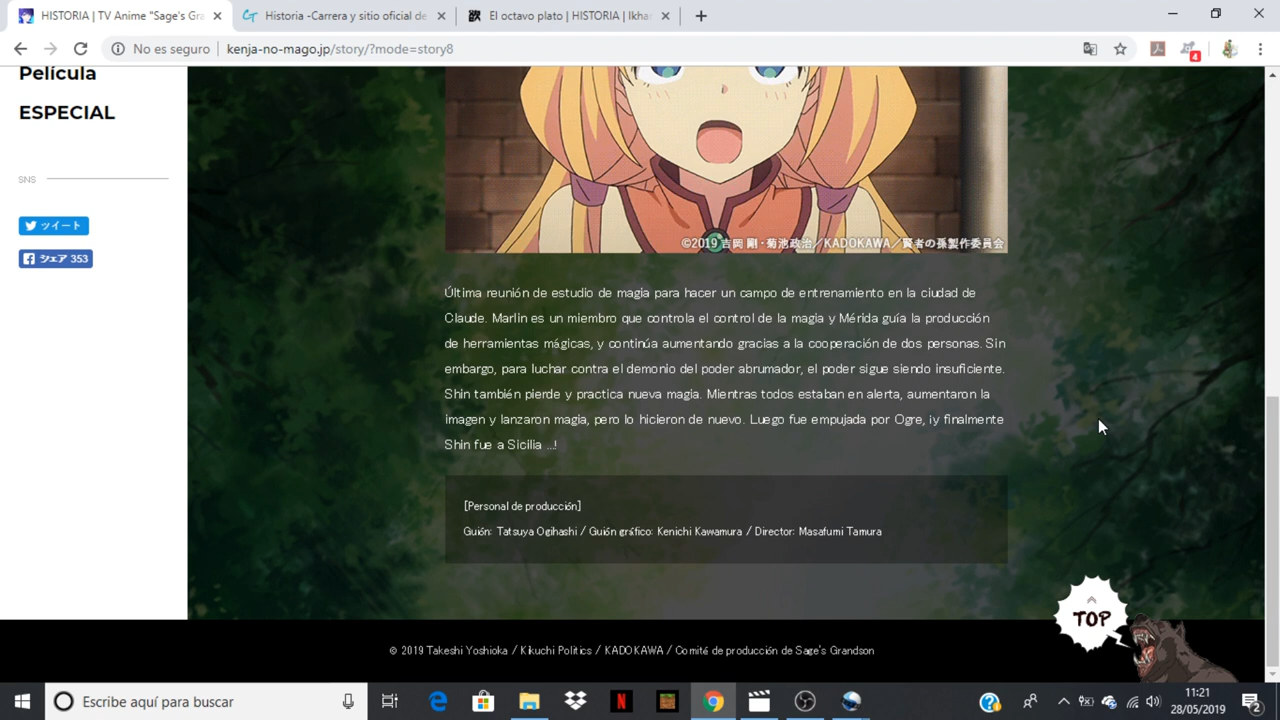 HISTORIA | TV Anime "Sage's Gra
Historia -Carrera y sitio oficial de
El octavo plato | HISTORIA | Ikha
No es seguro
kenja-no-mago.jp/story/?mode=story8
4
Película
ESPECIAL
SNS
ツイート
シェア 353
©2019 吉岡 剛・菊池政治／KADOKAWA／賢者の孫製作委員会
Última reunión de estudio de magia para hacer un campo de entrenamiento en la ciudad de
Claude. Marlin es un miembro que controla el control de la magia y Mérida guía la producción
de herramientas mágicas, y continúa aumentando gracias a la cooperación de dos personas. Sin
embargo, para luchar contra el demonio del poder abrumador, el poder sigue siendo insuficiente.
Shin también pierde y practica nueva magia. Mientras todos estaban en alerta, aumentaron la
imagen y lanzaron magia, pero lo hicieron de nuevo. Luego fue empujada por Ogre, ¡y finalmente
Shin fue a Sicilia ...!
[Personal de producción]
Guión: Tatsuya Ogihashi / Guión gráfico: Kenichi Kawamura / Director: Masafumi Tamura
TOP
© 2019 Takeshi Yoshioka / Kikuchi Politics / KADOKAWA / Comité de producción de Sage's Grandson
Escribe aquí para buscar
11:21
28/05/2019
2